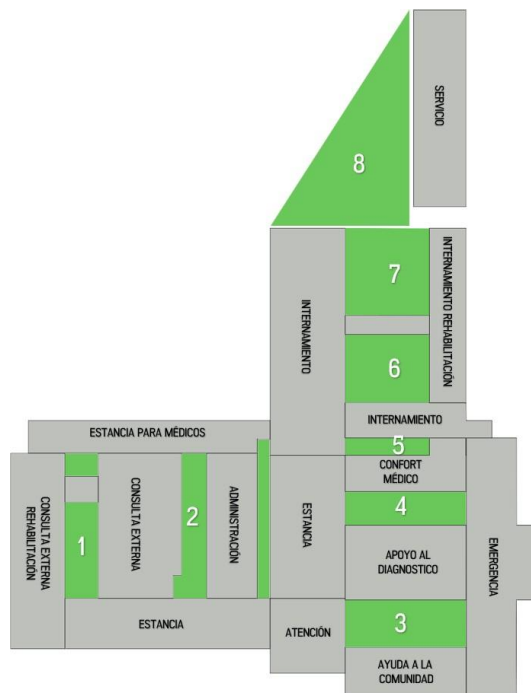 SERVICIO
8
7
INTERNAMIENTO
INTERNAMIENTO REHABILITACIÓN
6
INTERNAMIENTO
ESTANCIA PARA MÉDICOS
5
CONFORT
MÉDICO
CONSULTA EXTERNA
REHABILITACIÓN
1
CONSULTA EXTERNA
2
ADMINISTRACIÓN
ESTANCIA
4
APOYO AL
DIAGNOSTICO
EMERGENCIA
ESTANCIA
ATENCIÓN
3
AYUDA A LA
COMUNIDAD